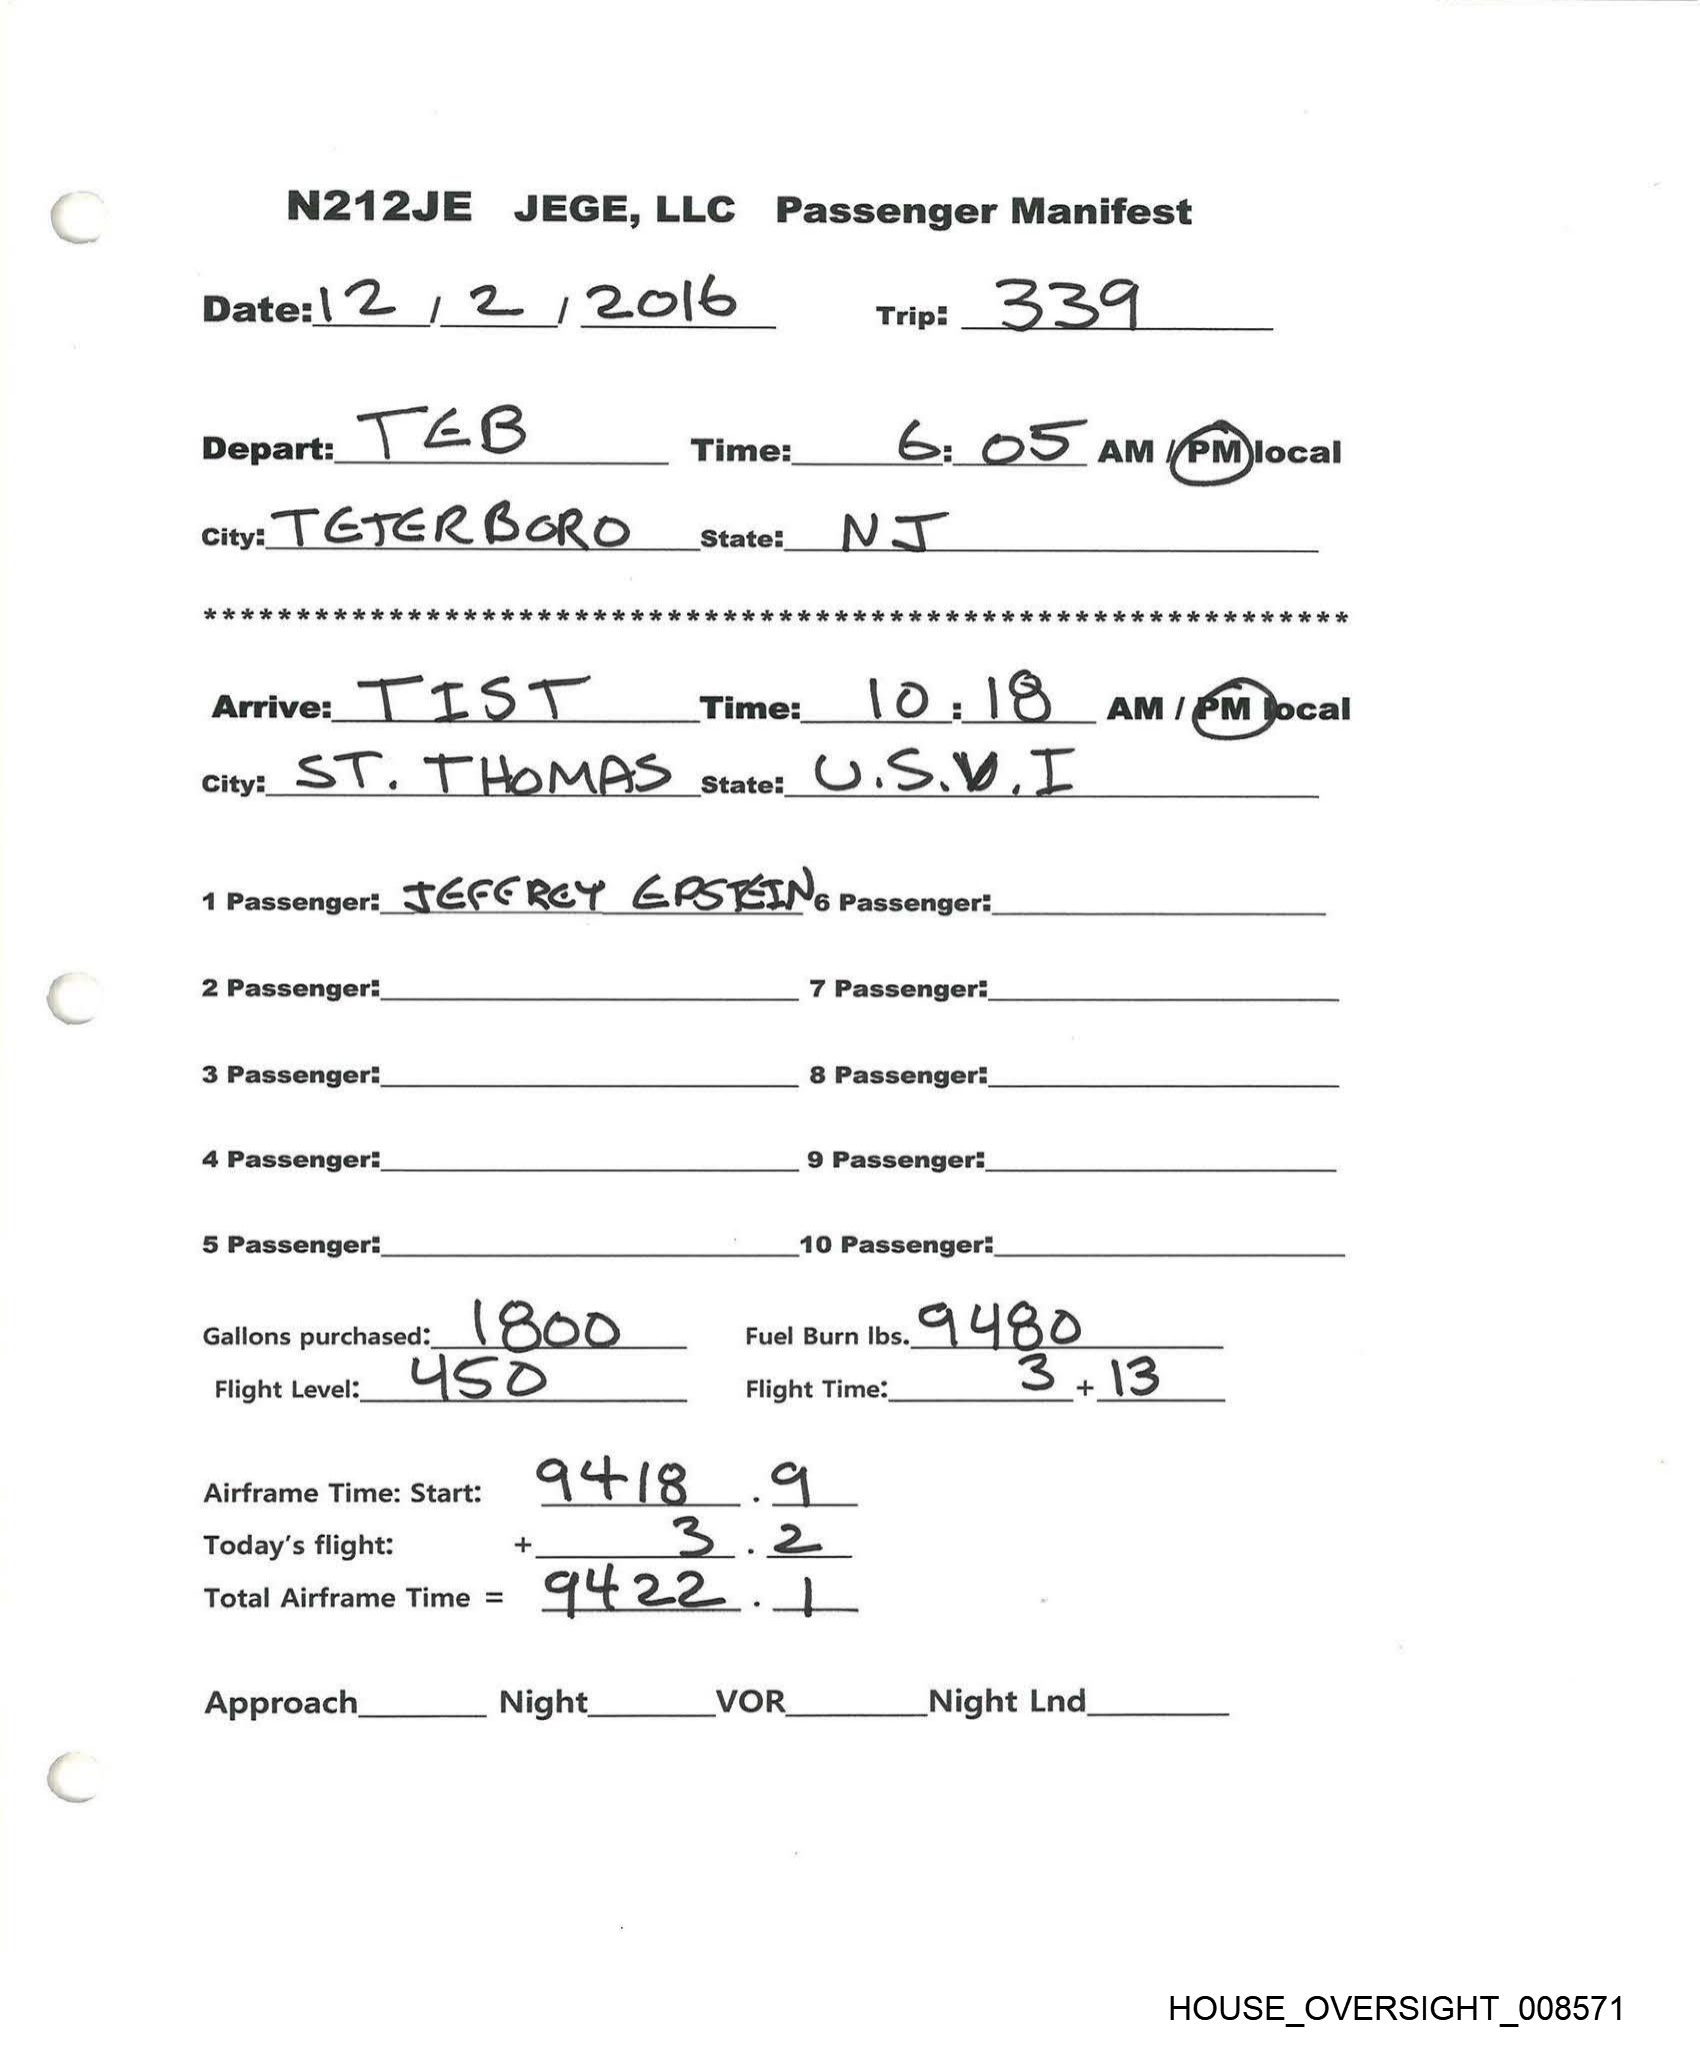 N212JE JEGE, LLC Passenger Manifest
Date: 12 / 2 / 2016 Trip: 339
Depart: TEB Time: 6: 05 AM / PM local
City: TETERBORO State: NJ
**************************************************************
Arrive: TIST Time: 10 : 18 AM / PM local
City: ST. THOMAS State: U.S.V.I
1 Passenger: JEFFREY EPSTEIN 6 Passenger:
2 Passenger: 7 Passenger:
3 Passenger: 8 Passenger:
4 Passenger: 9 Passenger:
5 Passenger: 10 Passenger:
Gallons purchased: 1800 Fuel Burn lbs. 9480
Flight Level: 450 Flight Time: 3 + 13
Airframe Time: Start: 9418 . 9
Today's flight: + 3 . 2
Total Airframe Time = 9422 . 1
Approach Night VOR Night Lnd
HOUSE_OVERSIGHT_008571